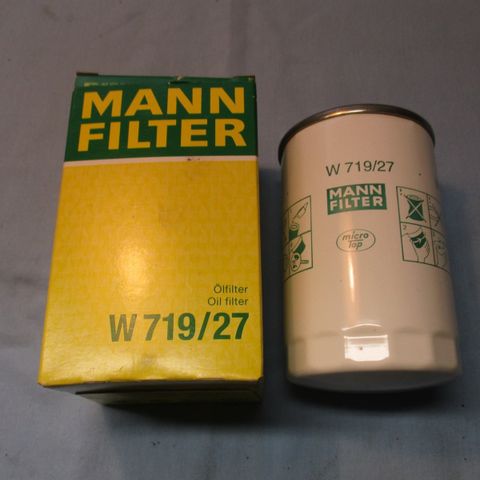 MANN
FILTER
Ölfilter
Oil filter
W 719/27
W 719/27
MANN
FILTER
micro
Top